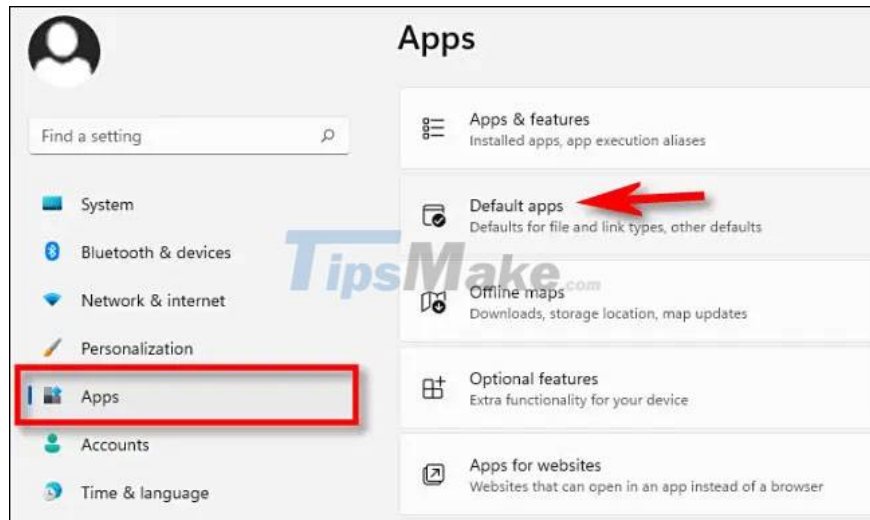 Apps
Find a setting
System
Bluetooth & devices
Network & internet
Personalization
Apps
Accounts
Time & language
Apps & features
Installed apps, app execution aliases
Default apps
Defaults for file and link types, other defaults
TipsMake.com
Offline maps
Downloads, storage location, map updates
Optional features
Extra functionality for your device
Apps for websites
Websites that can open in an app instead of a browser